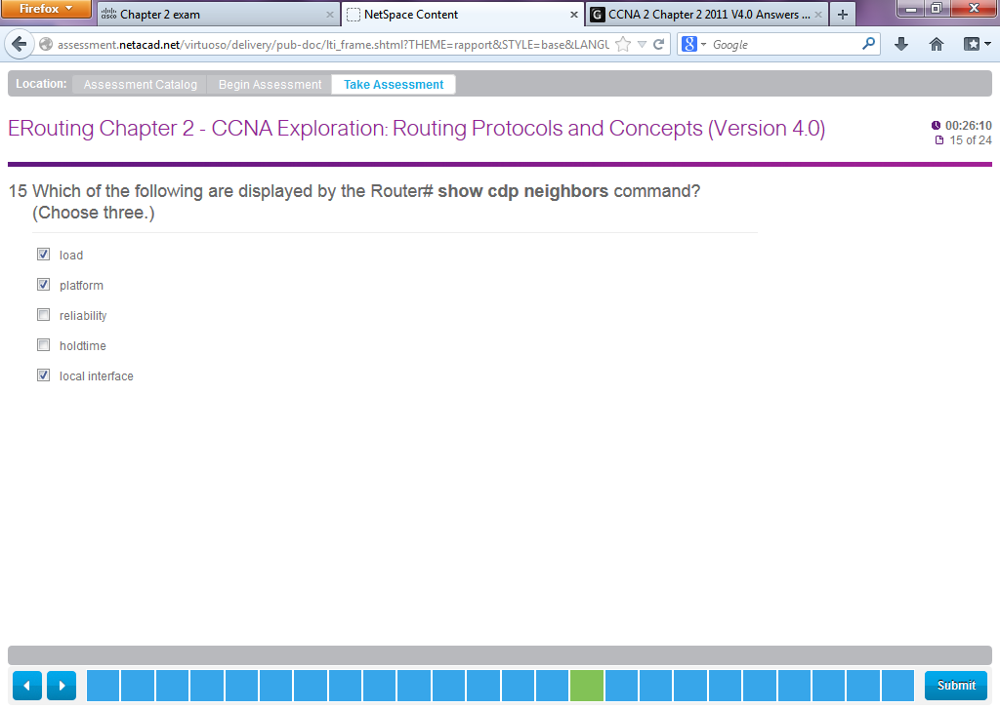 Firefox
cisco Chapter 2 exam
NetSpace Content
CCNA 2 Chapter 2 2011 V4.0 Answers ...
assessment.netacad.net/virtuoso/delivery/pub-doc/lti_frame.shtml?THEME=rapport&STYLE=base&LANGU
Google
Location: Assessment Catalog Begin Assessment Take Assessment
ERouting Chapter 2 - CCNA Exploration: Routing Protocols and Concepts (Version 4.0)
00:26:10
15 of 24
15 Which of the following are displayed by the Router# show cdp neighbors command?
(Choose three.)
load
platform
reliability
holdtime
local interface
Submit